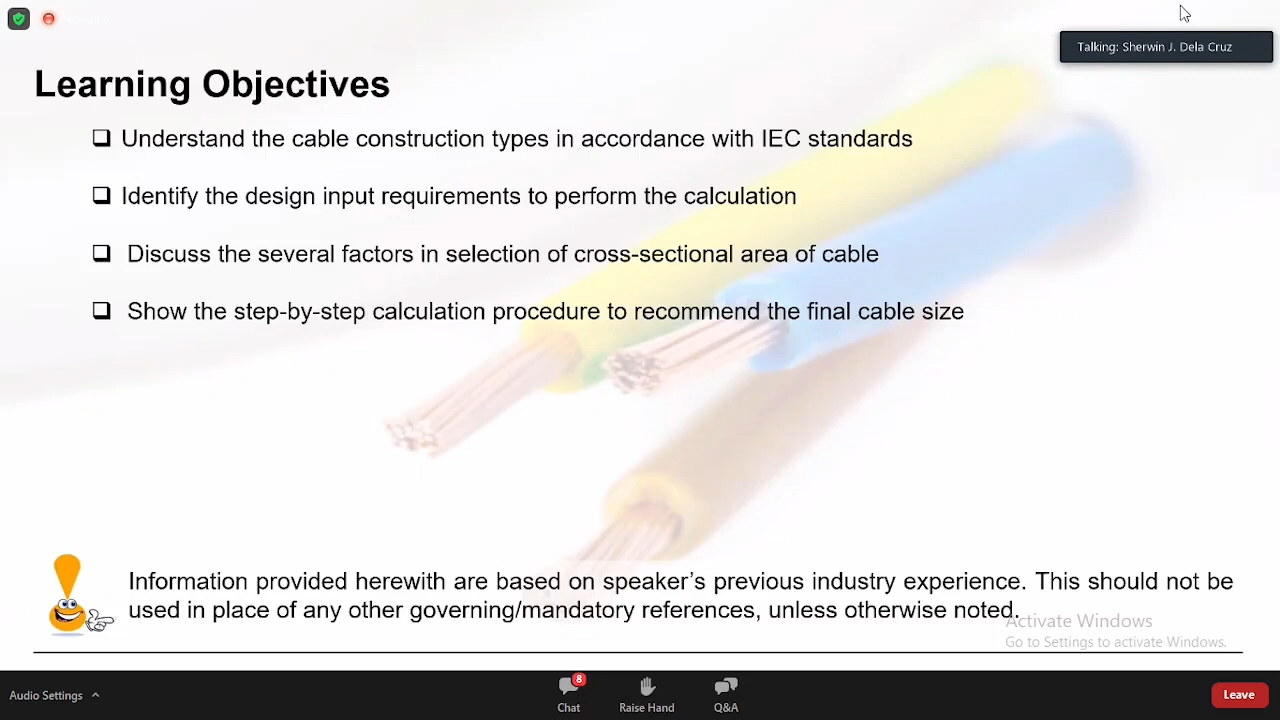 Talking: Sherwin J. Dela Cruz
Learning Objectives
Understand the cable construction types in accordance with IEC standards
Identify the design input requirements to perform the calculation
Discuss the several factors in selection of cross-sectional area of cable
Show the step-by-step calculation procedure to recommend the final cable size
Information provided herewith are based on speaker’s previous industry experience. This should not be
used in place of any other governing/mandatory references, unless otherwise noted.
Activate Windows
Go to Settings to activate Windows.
Audio Settings
8
Chat
Raise Hand
Q&A
Leave